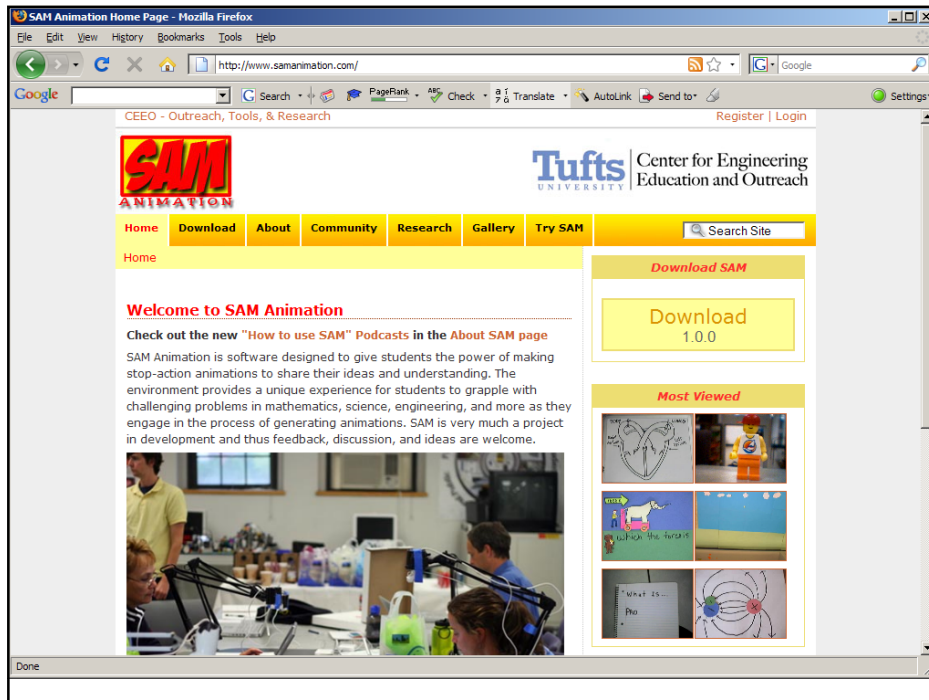 SAM Animation Home Page - Mozilla Firefox
File Edit View History Bookmarks Tools Help
http://www.samanimation.com/
G Google
Google
Search PageRank ABC Check Translate AutoLink Send to Settings
CEEO - Outreach, Tools, & Research
Register | Login
SAM
ANIMATION
Tufts
UNIVERSITY
Center for Engineering
Education and Outreach
Home Download About Community Research Gallery Try SAM
Search Site
Home
Welcome to SAM Animation
Check out the new "How to use SAM" Podcasts in the About SAM page
SAM Animation is software designed to give students the power of making
stop-action animations to share their ideas and understanding. The
environment provides a unique experience for students to grapple with
challenging problems in mathematics, science, engineering, and more as they
engage in the process of generating animations. SAM is very much a project
in development and thus feedback, discussion, and ideas are welcome.
Download SAM
Download
1.0.0
Most Viewed
which the force is
"What Is...
Done